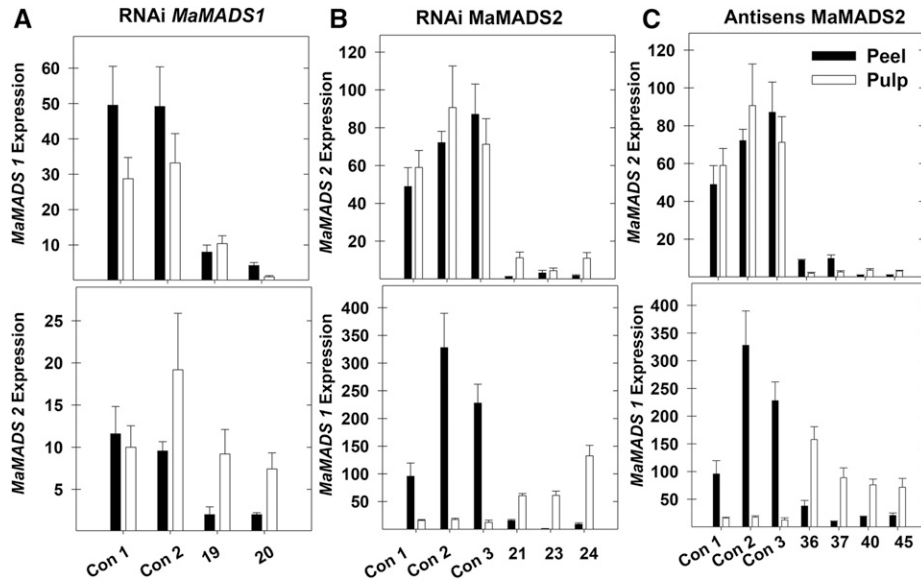 A
RNAi MaMADS1
B
RNAi MaMADS2
C
Antisens MaMADS2
MaMADS 1 Expression
60
50
40
30
20
10
MaMADS 2 Expression
120
100
80
60
40
20
MaMADS 2 Expression
120
100
80
60
40
20
Peel
Pulp
MaMADS 2 Expression
25
20
15
10
5
Con 1
Con 2
19
20
MaMADS 1 Expression
400
350
300
250
200
150
100
50
Con 1
Con 2
Con 3
21
23
24
MaMADS 1 Expression
400
350
300
250
200
150
100
50
Con 1
Con 2
Con 3
36
37
40
45